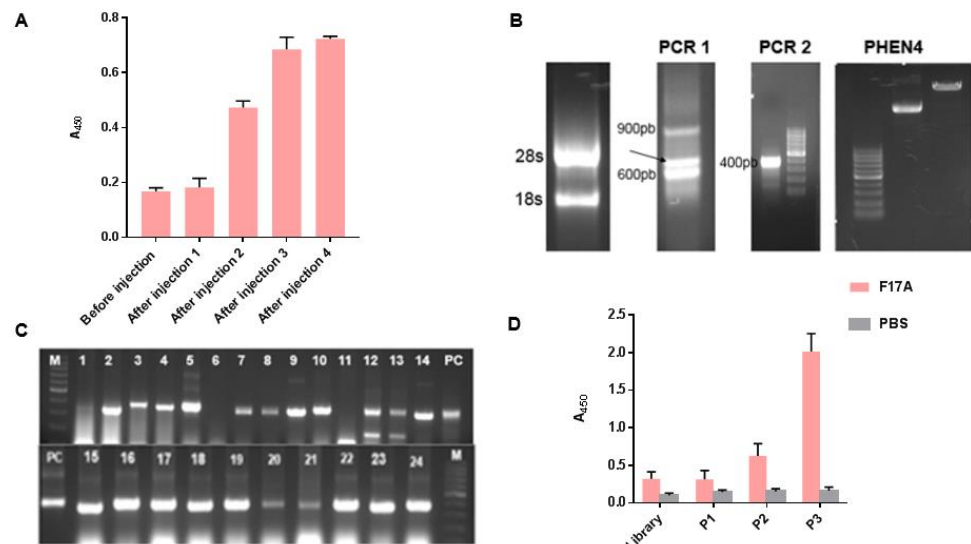 A
0.8
0.6
0.4
0.2
0.0
A450
Before injection
After injection 1
After injection 2
After injection 3
After injection 4
B
PCR 1
PCR 2
PHEN4
28s
18s
900pb
600pb
400pb
C
M 1 2 3 4 5 6 7 8 9 10 11 12 13 14 PC
PC 15 16 17 18 19 20 21 22 23 24 M
D
F17A
PBS
2.5
2.0
1.5
1.0
0.5
0.0
A450
Library
P1
P2
P3